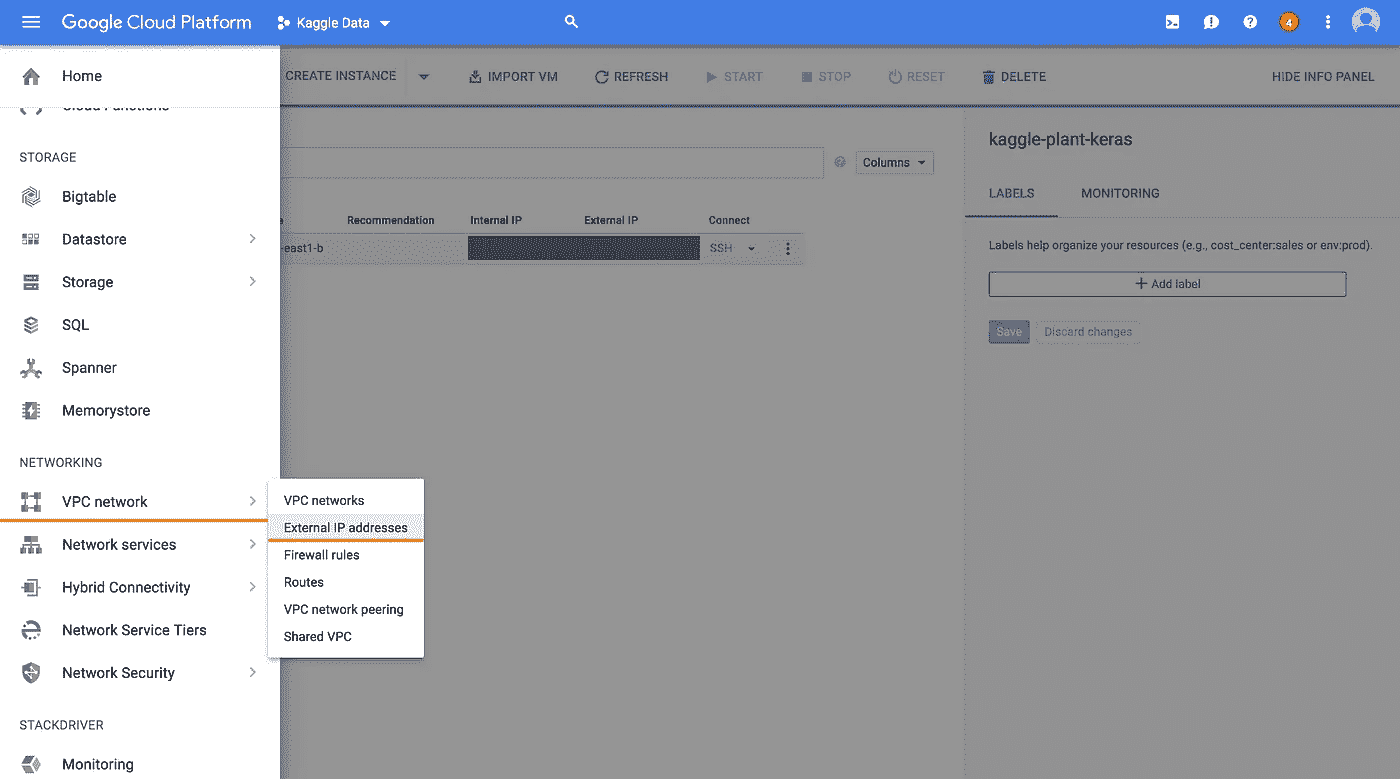 Google Cloud Platform
Kaggle Data
4
Home
CREATE INSTANCE
IMPORT VM
REFRESH
START
STOP
RESET
DELETE
HIDE INFO PANEL
Cloud Functions
STORAGE
Bigtable
Datastore
Storage
SQL
Spanner
Memorystore
NETWORKING
VPC network
Network services
Hybrid Connectivity
Network Service Tiers
Network Security
STACKDRIVER
Monitoring
VPC networks
External IP addresses
Firewall rules
Routes
VPC network peering
Shared VPC
Columns
e Recommendation Internal IP External IP Connect
-east1-b SSH
kaggle-plant-keras
LABELS MONITORING
Labels help organize your resources (e.g., cost_center:sales or env:prod).
+ Add label
Save Discard changes